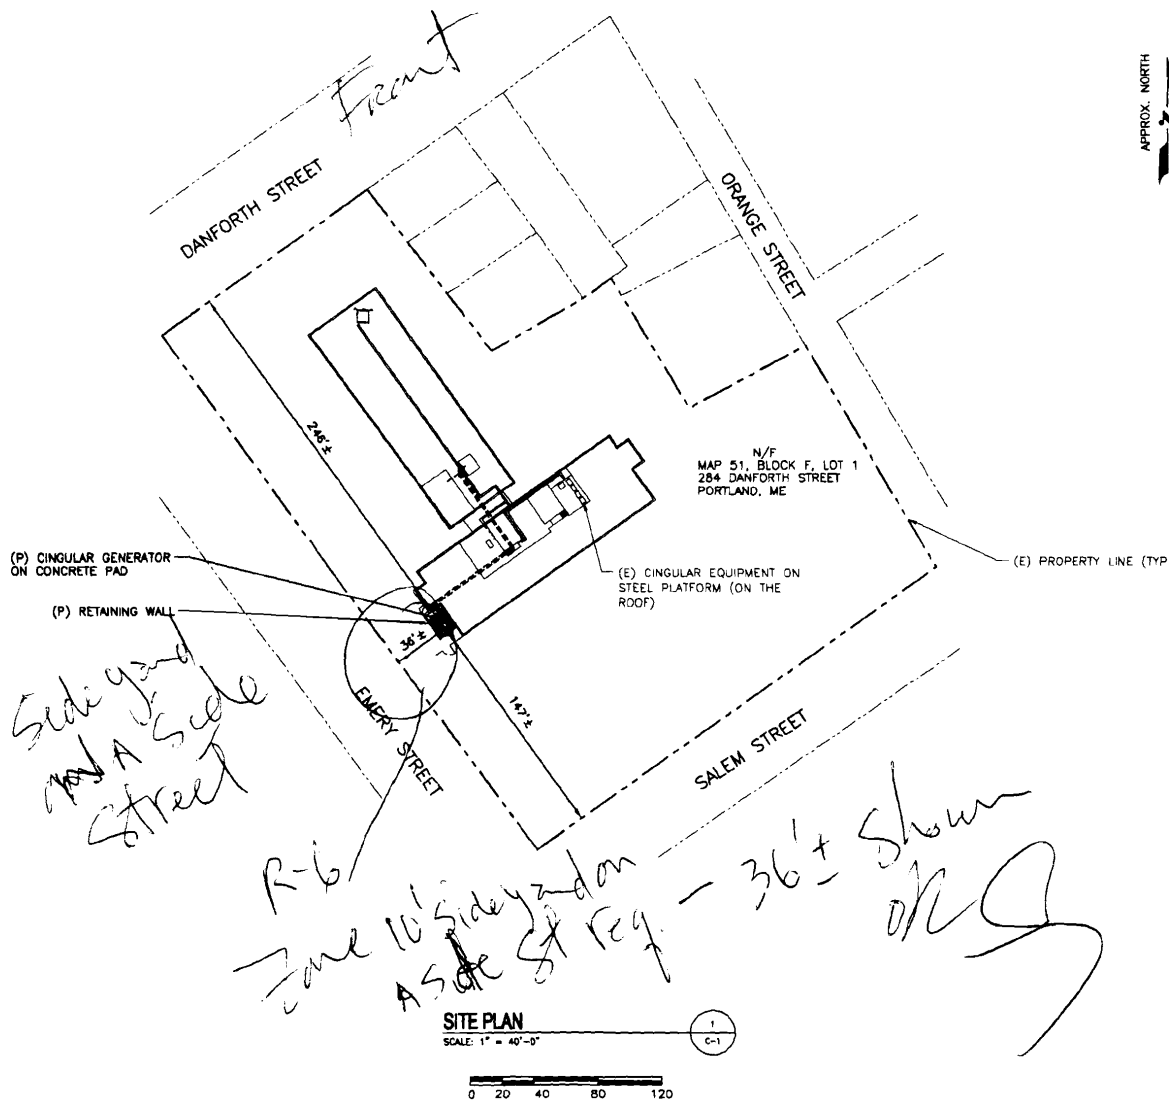 Front
APPROX. NORTH
DANFORTH STREET
ORANGE STREET
246'±
N/F
MAP 51, BLOCK F, LOT 1
284 DANFORTH STREET
PORTLAND, ME
(P) CINGULAR GENERATOR
ON CONCRETE PAD
(E) CINGULAR EQUIPMENT ON
STEEL PLATFORM (ON THE
ROOF)
(E) PROPERTY LINE (TYP
(P) RETAINING WALL
36'±
147'±
EMERY STREET
SALEM STREET
Side yard
A Side
Street
R-6
Zone 10' Side yard on
A Side St req. - 36'± Shown
OK
SITE PLAN
SCALE: 1" = 40'-0"
1
C-1
0 20 40 80 120